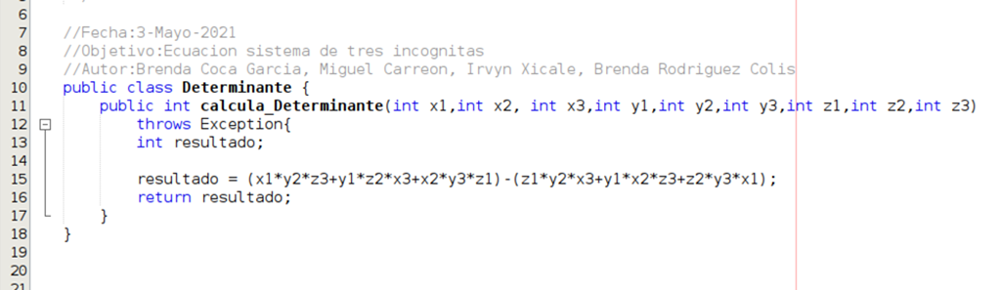 6
7 //Fecha:3-Mayo-2021
8 //Objetivo:Ecuacion sistema de tres incognitas
9 //Autor:Brenda Coca Garcia, Miguel Carreon, Irvyn Xicale, Brenda Rodriguez Colis
10 public class Determinante {
11 public int calcula_Determinante(int x1,int x2, int x3,int y1,int y2,int y3,int z1,int z2,int z3)
12 throws Exception{
13 int resultado;
14
15 resultado = (x1*y2*z3+y1*z2*x3+x2*y3*z1)-(z1*y2*x3+y1*x2*z3+z2*y3*x1);
16 return resultado;
17 }
18 }
19
20
21